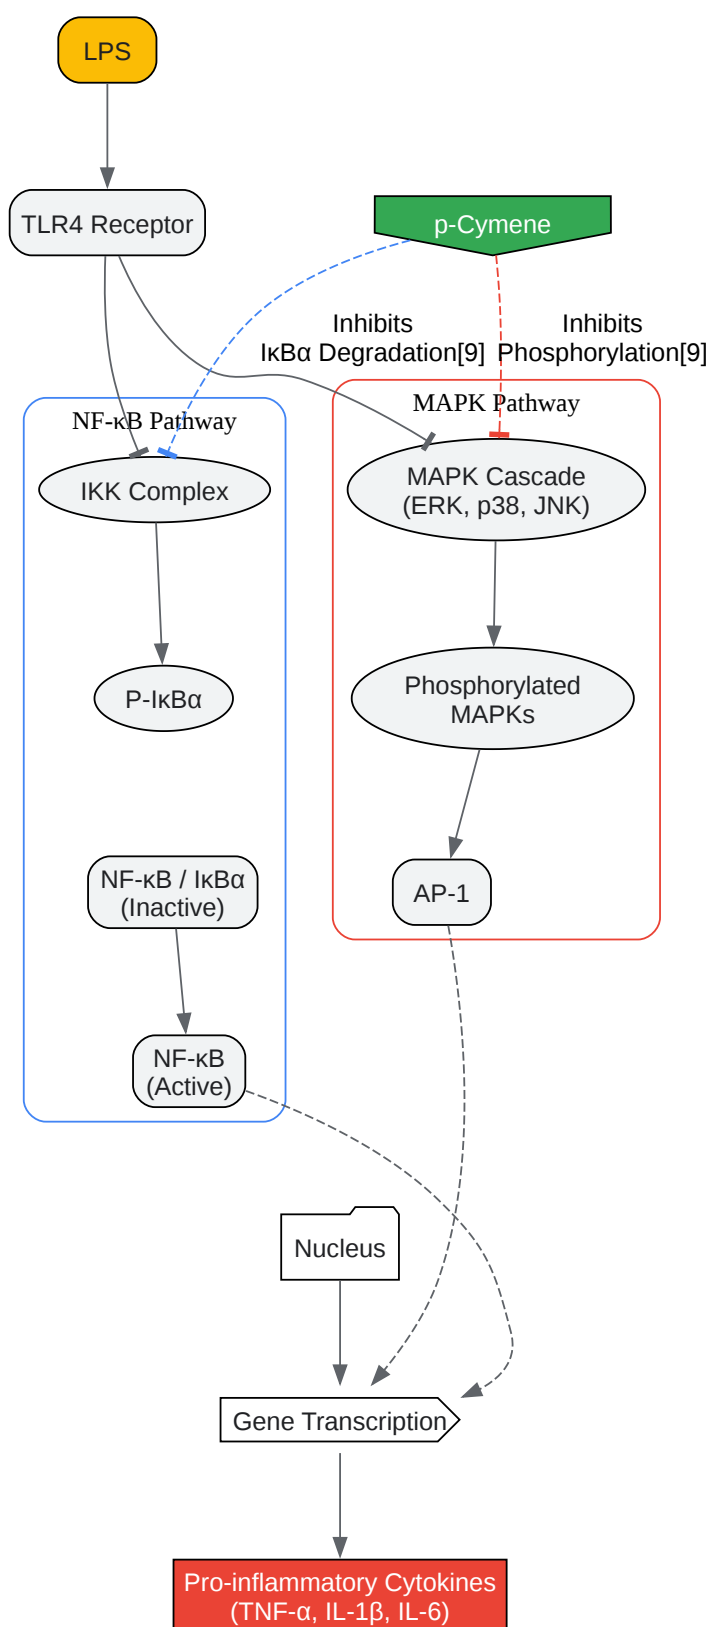 LPS
TLR4 Receptor
p-Cymene
Inhibits
IκBα Degradation[9]
Inhibits
Phosphorylation[9]
NF-κB Pathway
MAPK Pathway
IKK Complex
MAPK Cascade
(ERK, p38, JNK)
P-IκBα
Phosphorylated
MAPKs
NF-κB / IκBα
(Inactive)
AP-1
NF-κB
(Active)
Nucleus
Gene Transcription
Pro-inflammatory Cytokines
(TNF-α, IL-1β, IL-6)